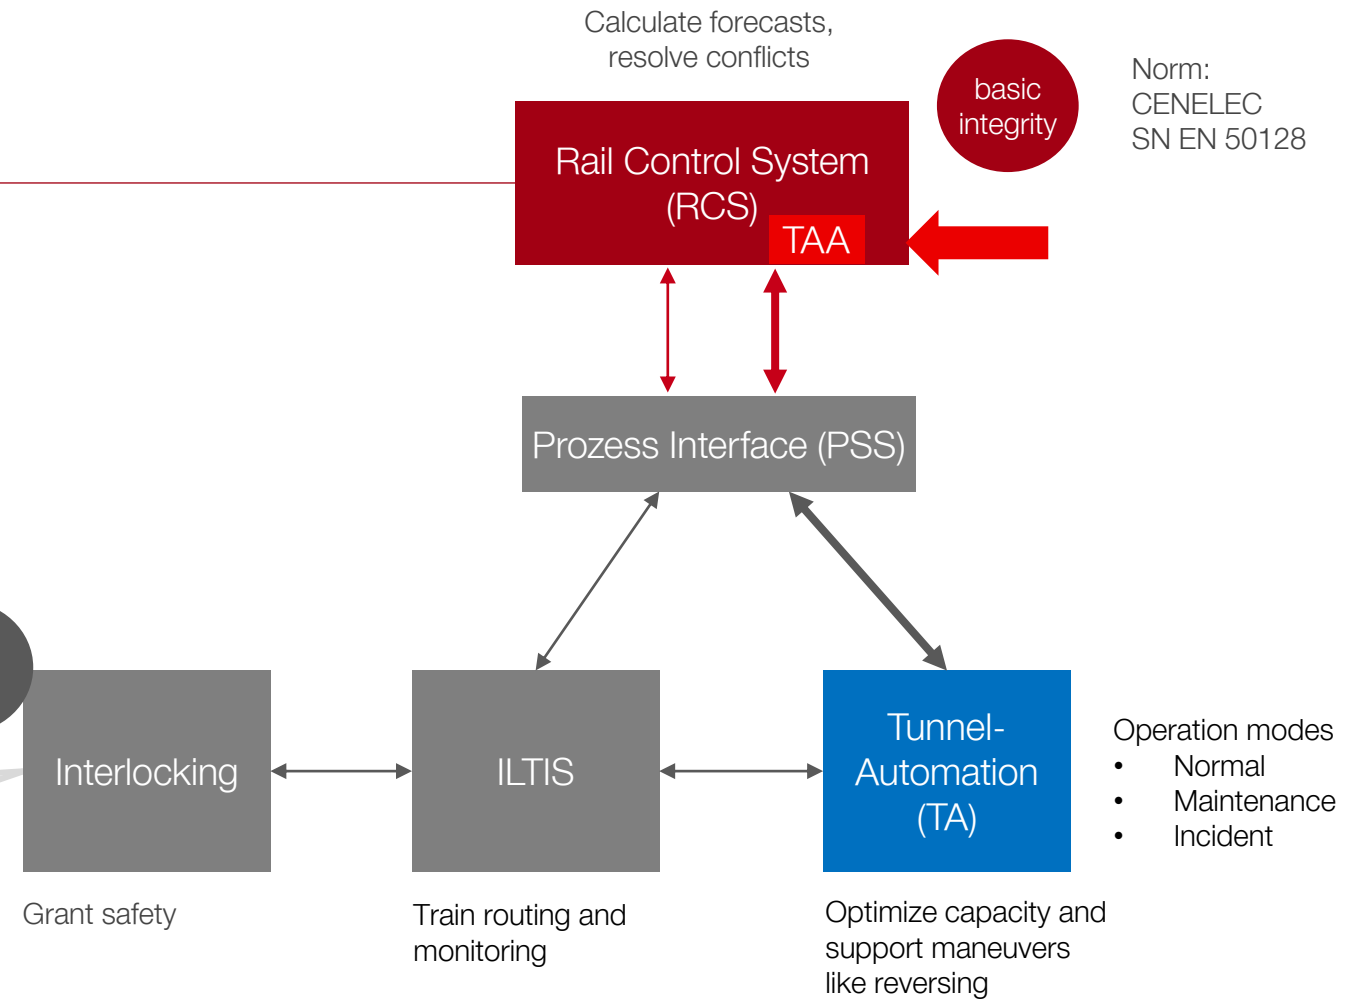 Calculate forecasts,
resolve conflicts
basic
integrity
Norm:
CENELEC
SN EN 50128
Rail Control System
(RCS)
TAA
Prozess Interface (PSS)
Interlocking
ILTIS
Tunnel-
Automation
(TA)
Operation modes
• Normal
• Maintenance
• Incident
Grant safety
Train routing and
monitoring
Optimize capacity and
support maneuvers
like reversing